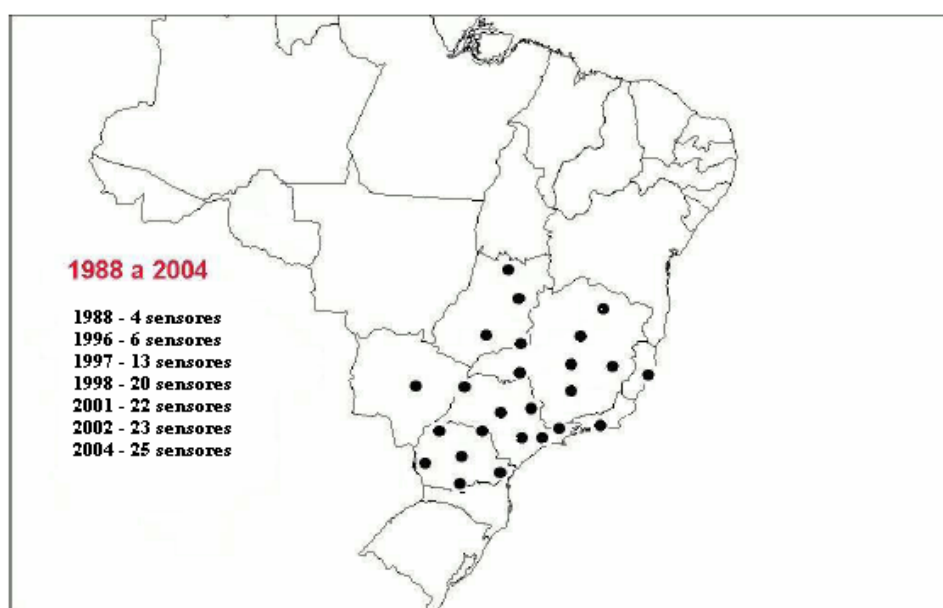 1988 a 2004
1988 - 4 sensores
1996 - 6 sensores
1997 - 13 sensores
1998 - 20 sensores
2001 - 22 sensores
2002 - 23 sensores
2004 - 25 sensores